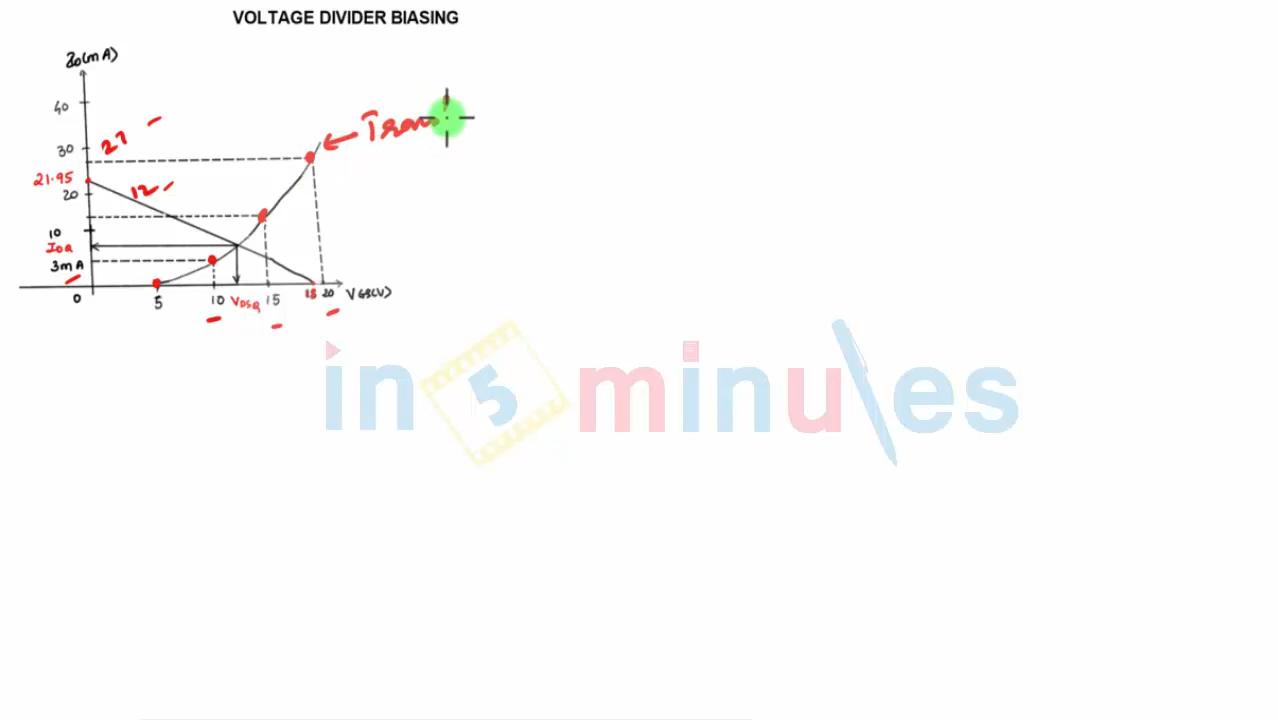 VOLTAGE DIVIDER BIASING
ID(mA)
40
30
27
21.95
20
12
10
IDQ
3mA
0
5
10
VDSQ
15
18
20
VGS(V)
in 5 minutes